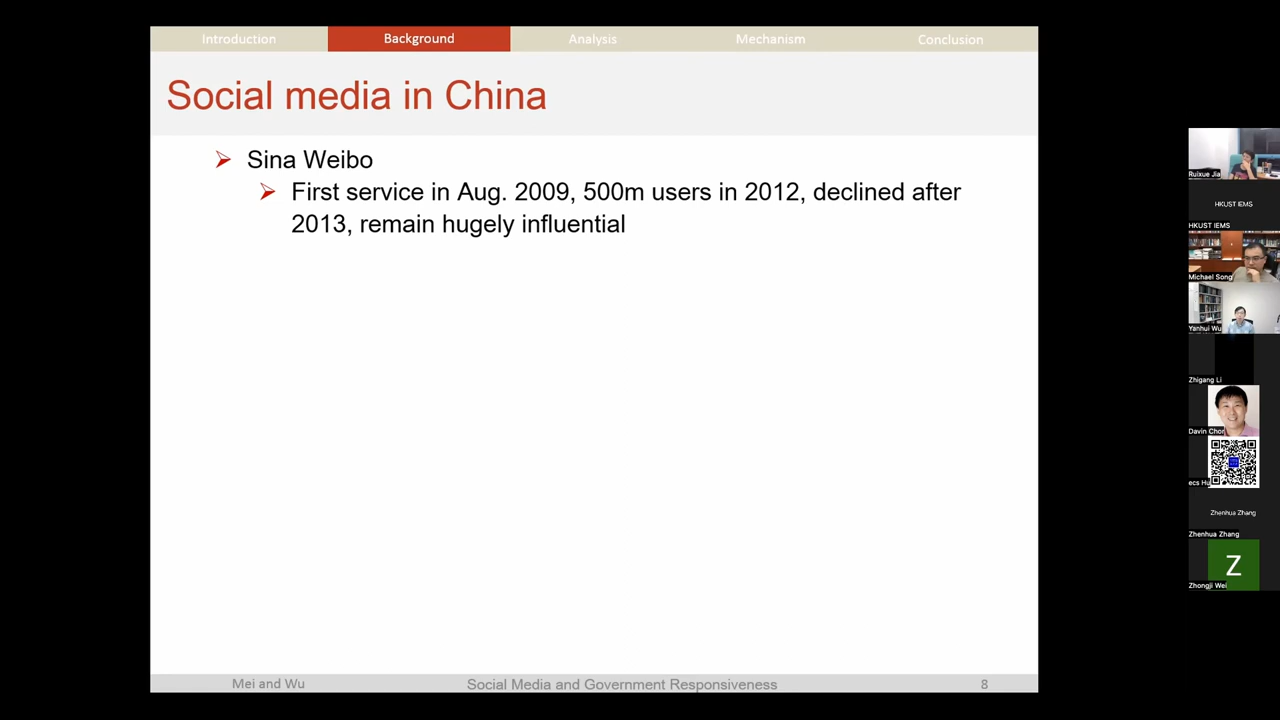 Introduction
Background
Analysis
Mechanism
Conclusion
Social media in China
Sina Weibo
First service in Aug. 2009, 500m users in 2012, declined after
2013, remain hugely influential
Mei and Wu
Social Media and Government Responsiveness
8
Ruixue Jia
HKUST IEMS
HKUST IEMS
Michael Song
Yanhui Wu
Zhigang Li
Davin Chor
ecs Hu
Zhenhua Zhang
Zhenhua Zhang
Z
Zhongji Wei